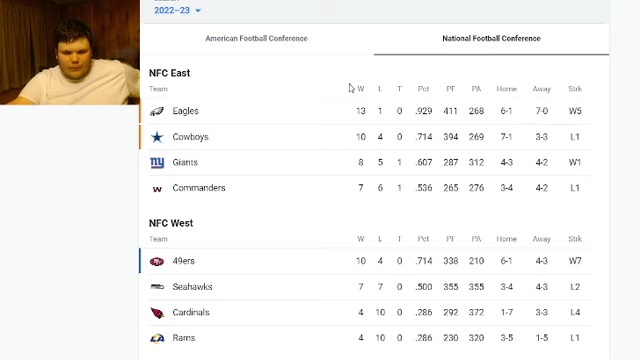 2022–23
American Football Conference National Football Conference
NFC East
Team W L T Pct PF PA Home Away Strk
Eagles 13 1 0 .929 411 268 6-1 7-0 W5
Cowboys 10 4 0 .714 394 269 7-1 3-3 L1
Giants 8 5 1 .607 287 312 4-3 4-2 W1
Commanders 7 6 1 .536 265 276 3-4 4-2 L1
NFC West
Team W L T Pct PF PA Home Away Strk
49ers 10 4 0 .714 338 210 6-1 4-3 W7
Seahawks 7 7 0 .500 355 355 3-4 4-3 L2
Cardinals 4 10 0 .286 292 372 1-7 3-3 L4
Rams 4 10 0 .286 230 320 3-5 1-5 L1